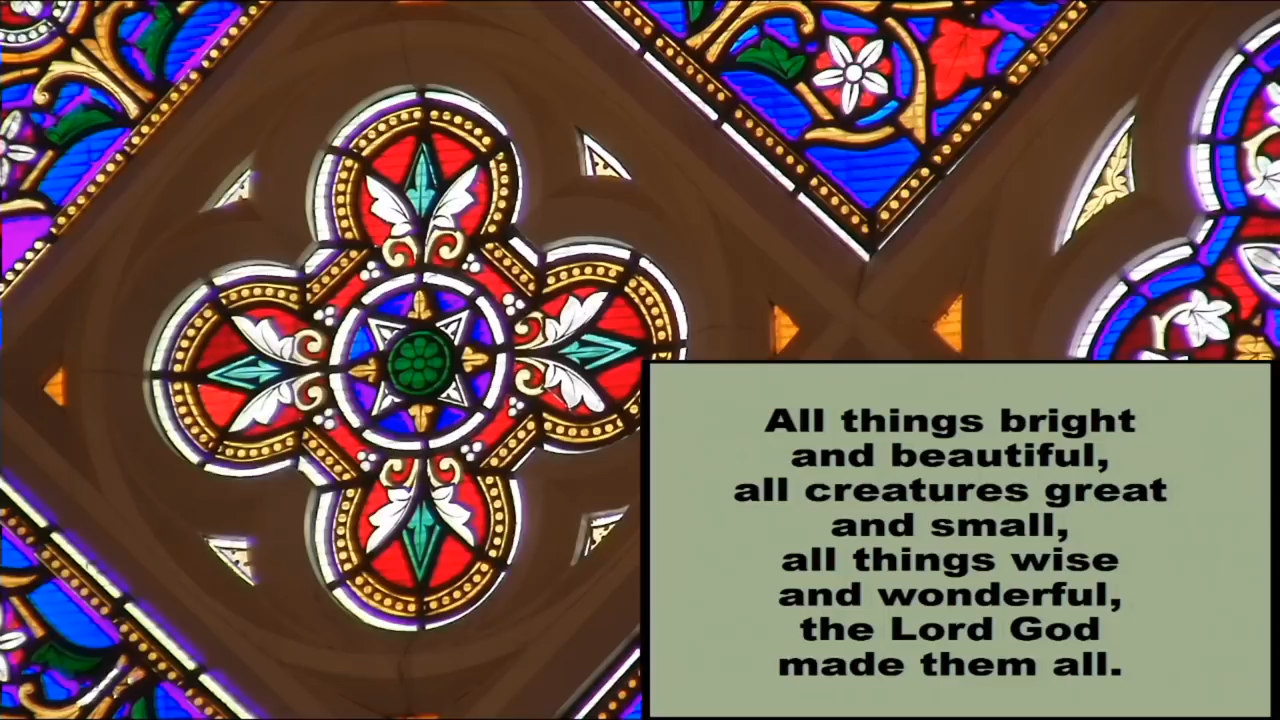 All things bright
and beautiful,
all creatures great
and small,
all things wise
and wonderful,
the Lord God
made them all.